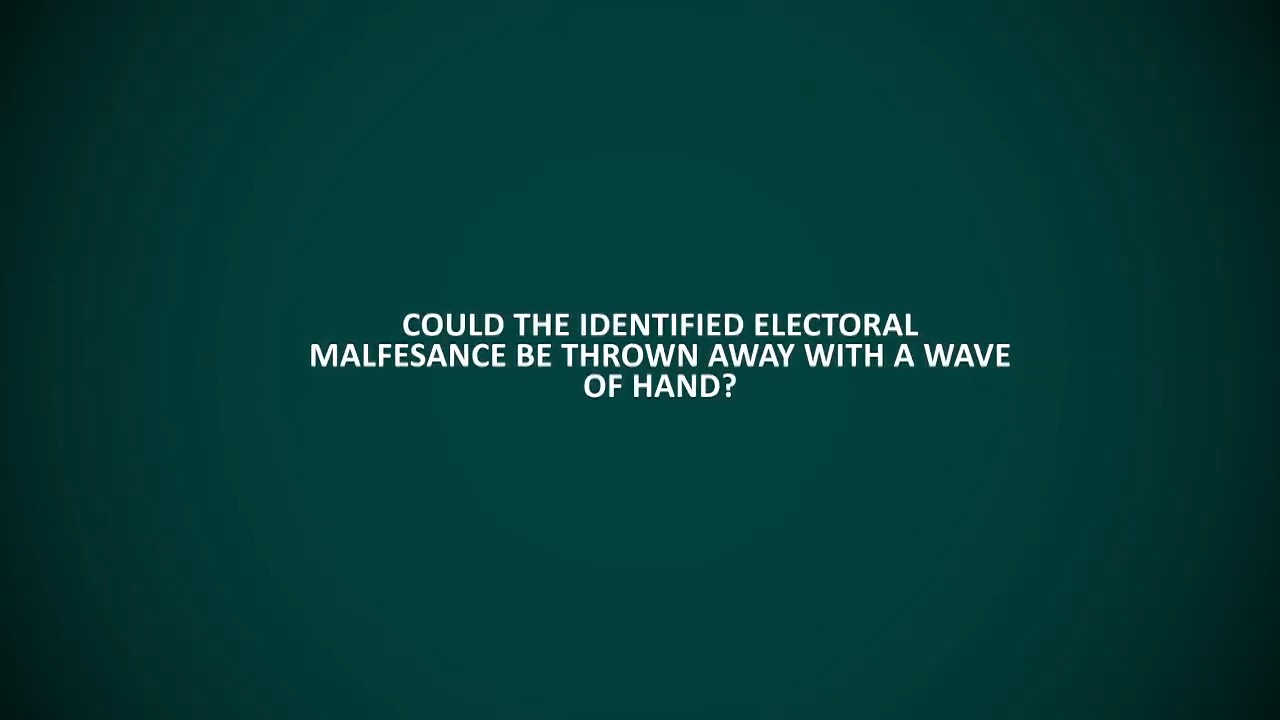 COULD THE IDENTIFIED ELECTORAL
MALFESANCE BE THROWN AWAY WITH A WAVE
OF HAND?